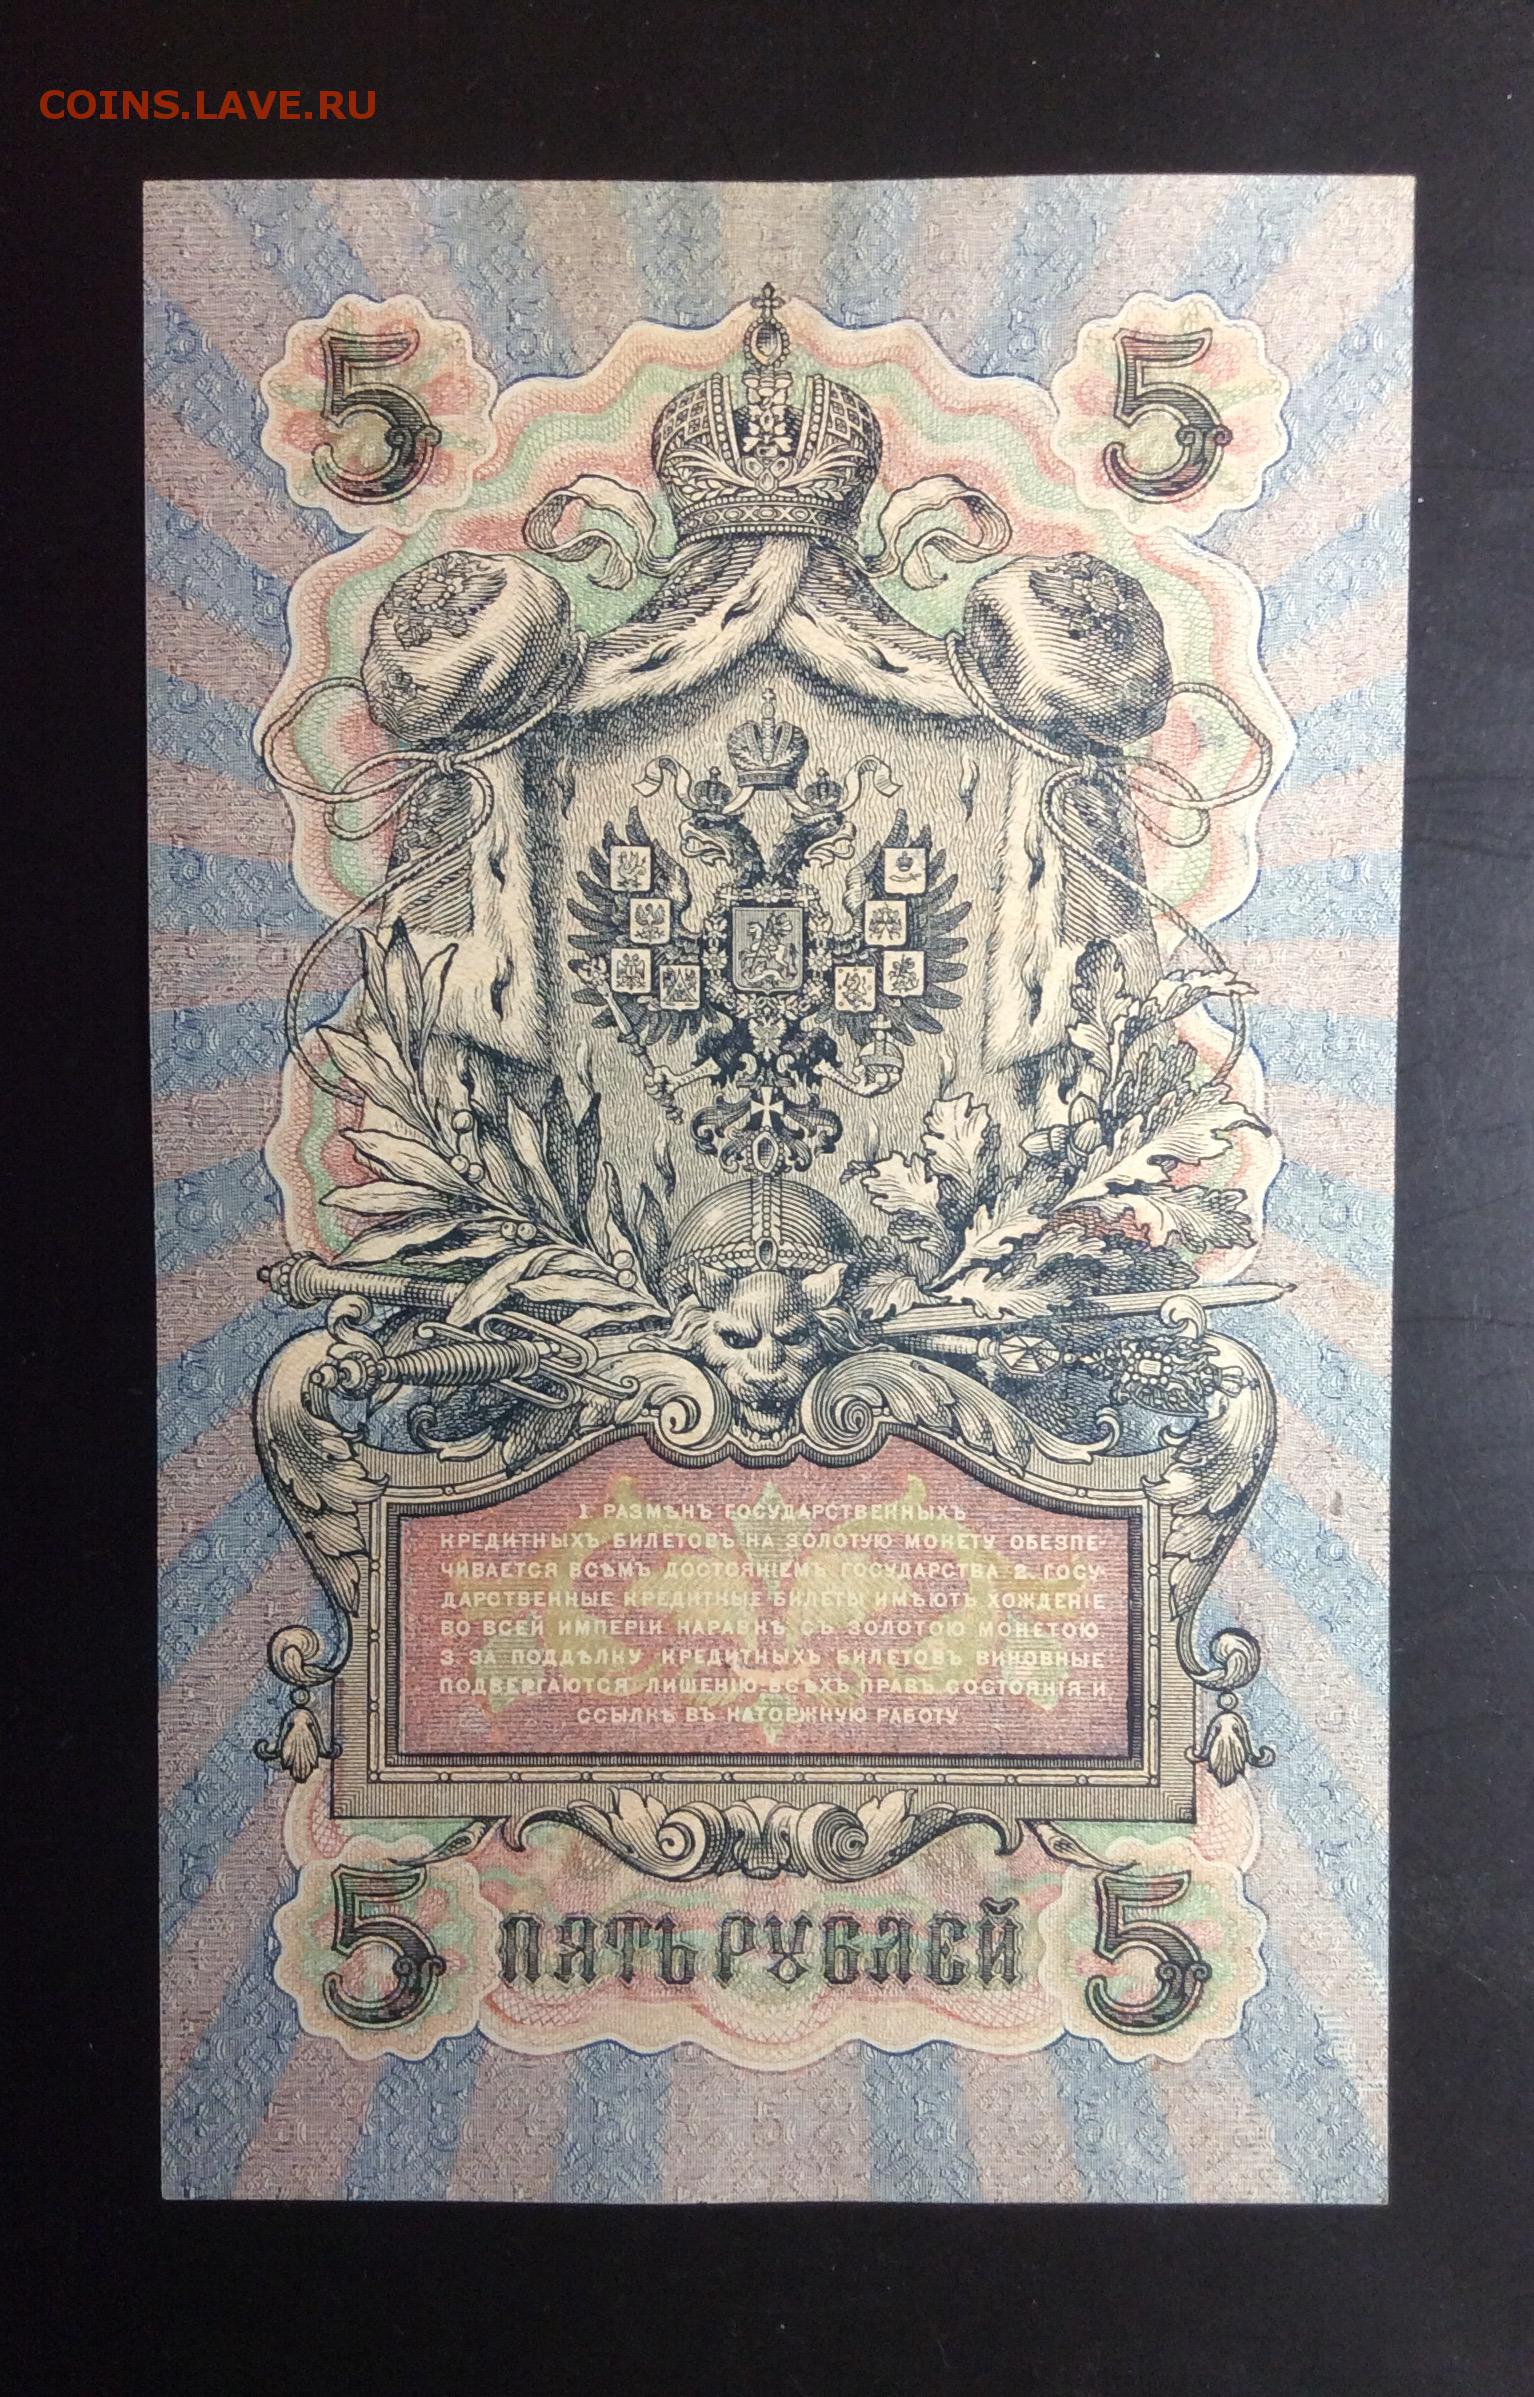 COINS.LAVE.RU
5 5
1 РАЗМѢНЪ ГОСУДАРСТВЕННЫХЪ
КРЕДИТНЫХЪ БИЛЕТОВЪ НА ЗОЛОТУЮ МОНЕТУ ОБЕЗПЕ-
ЧИВАЕТСЯ ВСѢМЪ ДОСТОЯНІЕМЪ ГОСУДАРСТВА 2. ГОСУ-
ДАРСТВЕННЫЕ КРЕДИТНЫЕ БИЛЕТЫ ИМѢЮТЪ ХОЖДЕНІЕ
ВО ВСЕЙ ИМПЕРІИ НАРАВНѢ СЪ ЗОЛОТОЮ МОНЕТОЮ
3. ЗА ПОДДѢЛКУ КРЕДИТНЫХЪ БИЛЕТОВЪ ВИНОВНЫЕ
ПОДВЕРГАЮТСЯ ЛИШЕНІЮ ВСѢХЪ ПРАВЪ СОСТОЯНІЯ И
ССЫЛКѢ ВЪ КАТОРЖНУЮ РАБОТУ
5 ПЯТЬ РУБЛЕЙ 5